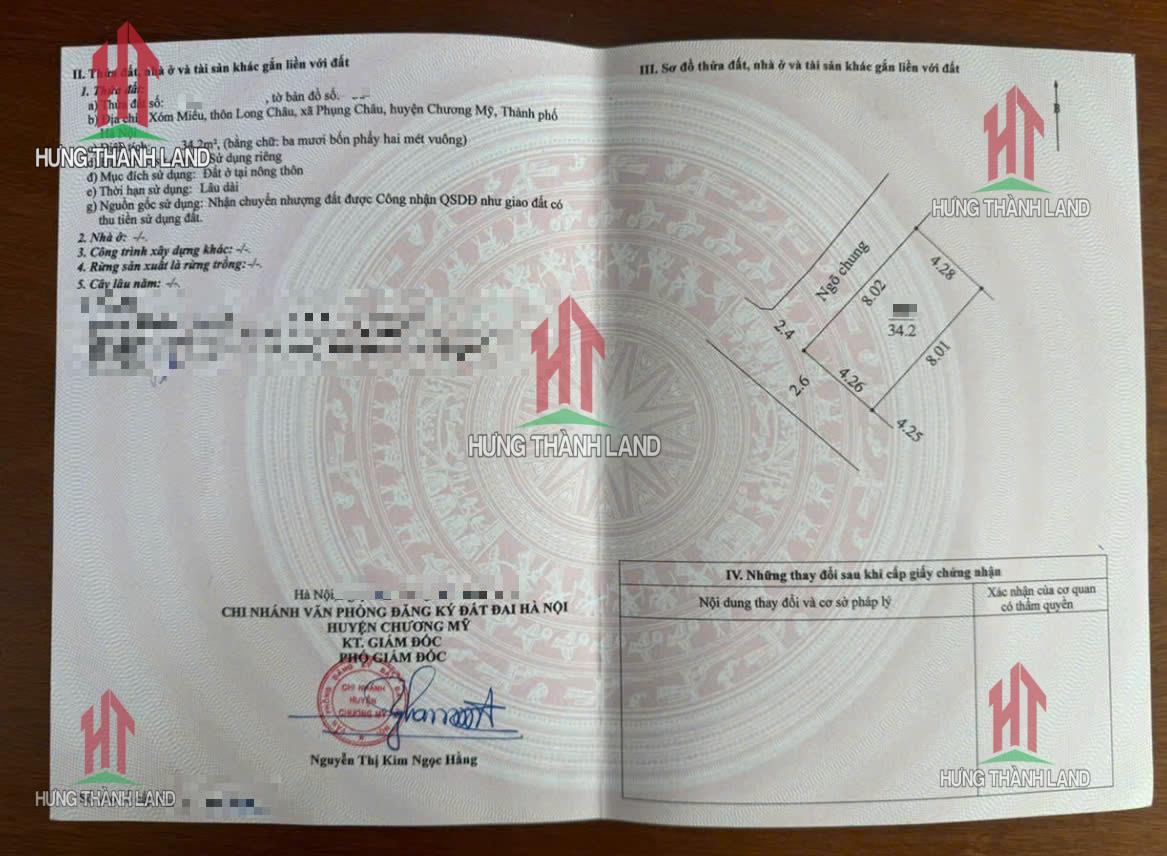 II. Thửa đất, nhà ở và tài sản khác gắn liền với đất
1. Thửa đất:
a) Thửa đất số: , tờ bản đồ số:
b) Địa chỉ: Xóm Miếu, thôn Long Châu, xã Phụng Châu, huyện Chương Mỹ, Thành phố
Hà Nội
34.2m², (bằng chữ: ba mươi bốn phẩy hai mét vuông)
Sử dụng riêng
đ) Mục đích sử dụng: Đất ở tại nông thôn
e) Thời hạn sử dụng: Lâu dài
g) Nguồn gốc sử dụng: Nhận chuyển nhượng đất được Công nhận QSDĐ như giao đất có
thu tiền sử dụng đất.
2. Nhà ở: -/-.
3. Công trình xây dựng khác: -/-.
4. Rừng sản xuất là rừng trồng: -/-.
5. Cây lâu năm: -/-.
Hà Nội,
CHI NHÁNH VĂN PHÒNG ĐĂNG KÝ ĐẤT ĐAI HÀ NỘI
HUYỆN CHƯƠNG MỸ
KT. GIÁM ĐỐC
PHÓ GIÁM ĐỐC
CHI NHÁNH
HUYỆN
CHƯƠNG MỸ
Nguyễn Thị Kim Ngọc Hằng
III. Sơ đồ thửa đất, nhà ở và tài sản khác gắn liền với đất
B
Ngõ chung
8.02
4.28
34.2
8.01
2.4
4.26
2.6
4.25
IV. Những thay đổi sau khi cấp giấy chứng nhận
Nội dung thay đổi và cơ sở pháp lý
Xác nhận của cơ quan
có thẩm quyền
HT
HƯNG THÀNH LAND
HT
HƯNG THÀNH LAND
HT
HƯNG THÀNH LAND
HT
HƯNG THÀNH LAND
HT
HƯNG THÀNH LAND